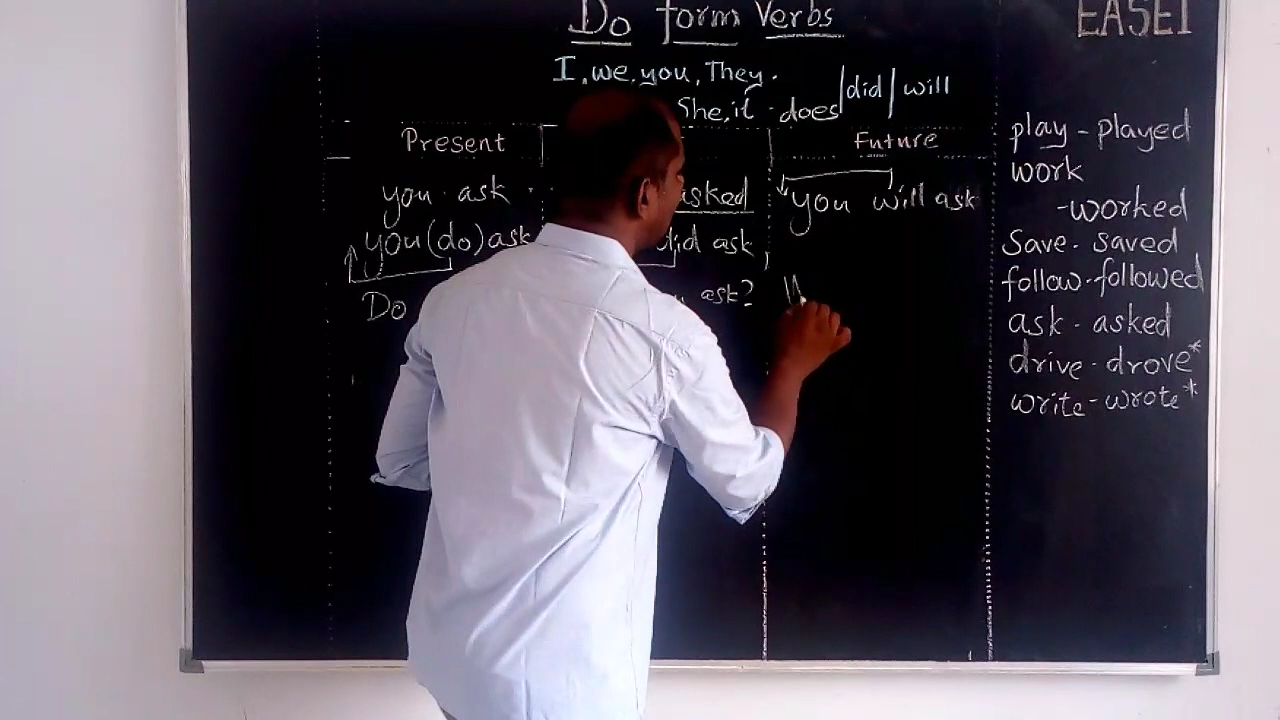 Do form Verbs
EASEI
I, we, you, They.
She, it - does/did/will
Present
Future
you ask
asked
you will ask
you (do) ask
did ask
Do
ask?
play - played
work
-worked
Save - saved
follow - followed
ask - asked
drive - drove*
write - wrote*